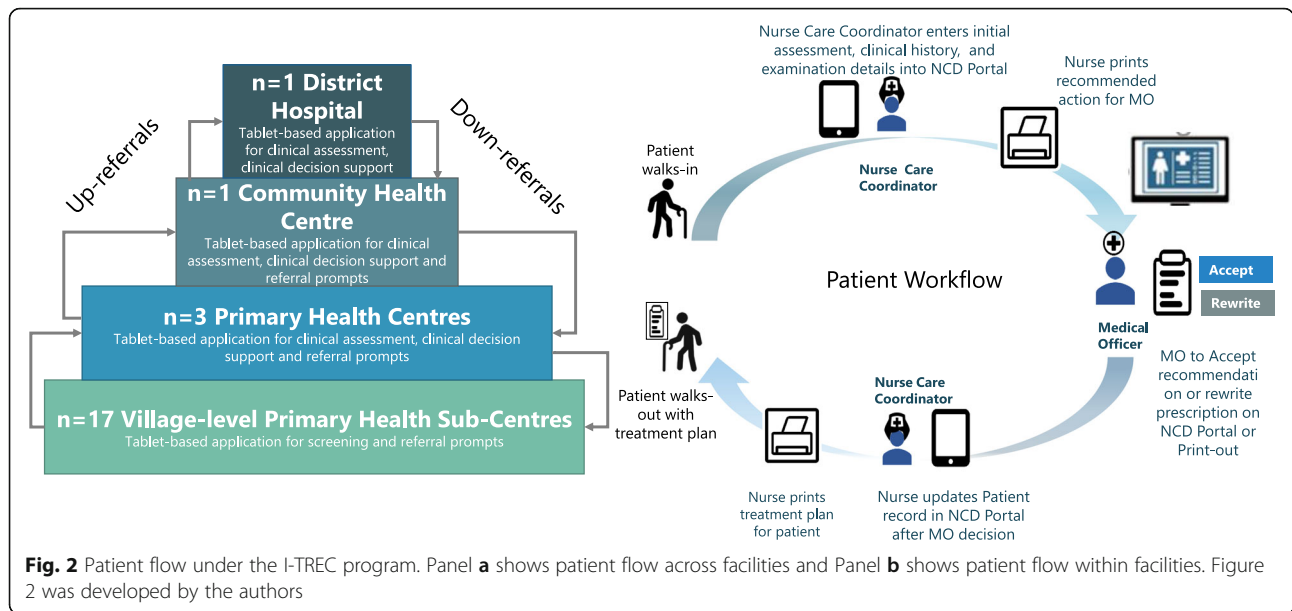 n=1 District
Hospital
Tablet-based application
for clinical assessment,
clinical decision support
n=1 Community Health
Centre
Tablet-based application for clinical
assessment, clinical decision support and
referral prompts
n=3 Primary Health Centres
Tablet-based application for clinical assessment, clinical decision
support and referral prompts
n=17 Village-level Primary Health Sub-Centres
Tablet-based application for screening and referral prompts
Up-referrals
Down-referrals
Nurse Care Coordinator enters initial
assessment, clinical history, and
examination details into NCD Portal
Nurse prints
recommended
action for MO
Patient
walks-in
Nurse Care
Coordinator
Patient Workflow
Accept
Rewrite
Medical
Officer
MO to Accept
recommendati
on or rewrite
prescription on
NCD Portal or
Print-out
Nurse Care
Coordinator
Patient walks-
out with
treatment plan
Nurse prints
treatment plan
for patient
Nurse updates Patient
record in NCD Portal
after MO decision
Fig. 2 Patient flow under the I-TREC program. Panel a shows patient flow across facilities and Panel b shows patient flow within facilities. Figure
2 was developed by the authors